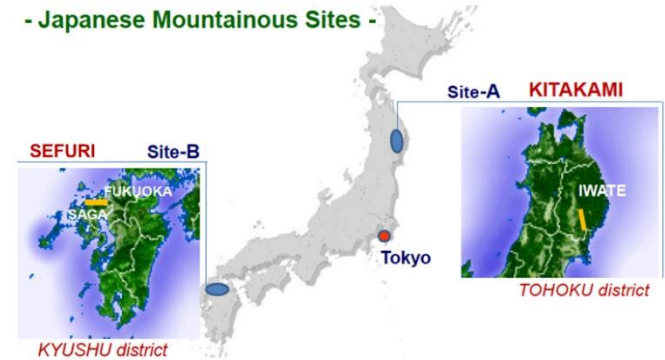 - Japanese Mountainous Sites -
Site-A KITAKAMI
SEFURI Site-B
FUKUOKA
SAGA
IWATE
Tokyo
TOHOKU district
KYUSHU district